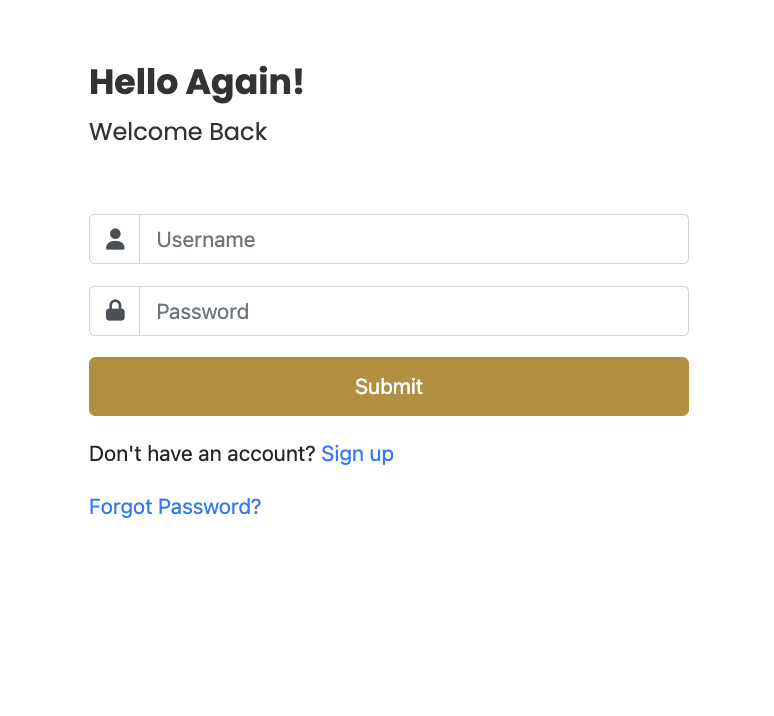 Hello Again!
Welcome Back
Username
Password
Submit
Don't have an account? Sign up
Forgot Password?